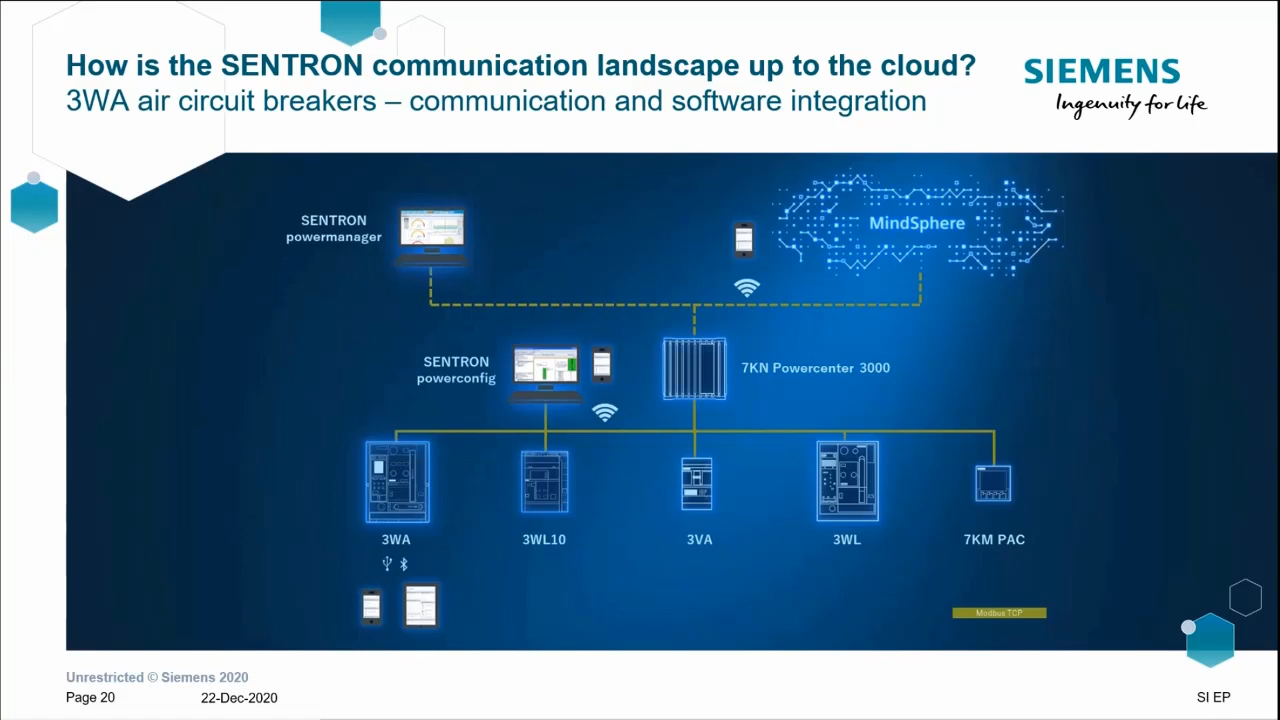 How is the SENTRON communication landscape up to the cloud?
3WA air circuit breakers – communication and software integration
SIEMENS
Ingenuity for life
SENTRON
powermanager
MindSphere
SENTRON
powerconfig
7KN Powercenter 3000
3WA
3WL10
3VA
3WL
7KM PAC
Modbus TCP
Unrestricted © Siemens 2020
Page 20
22-Dec-2020
SI EP